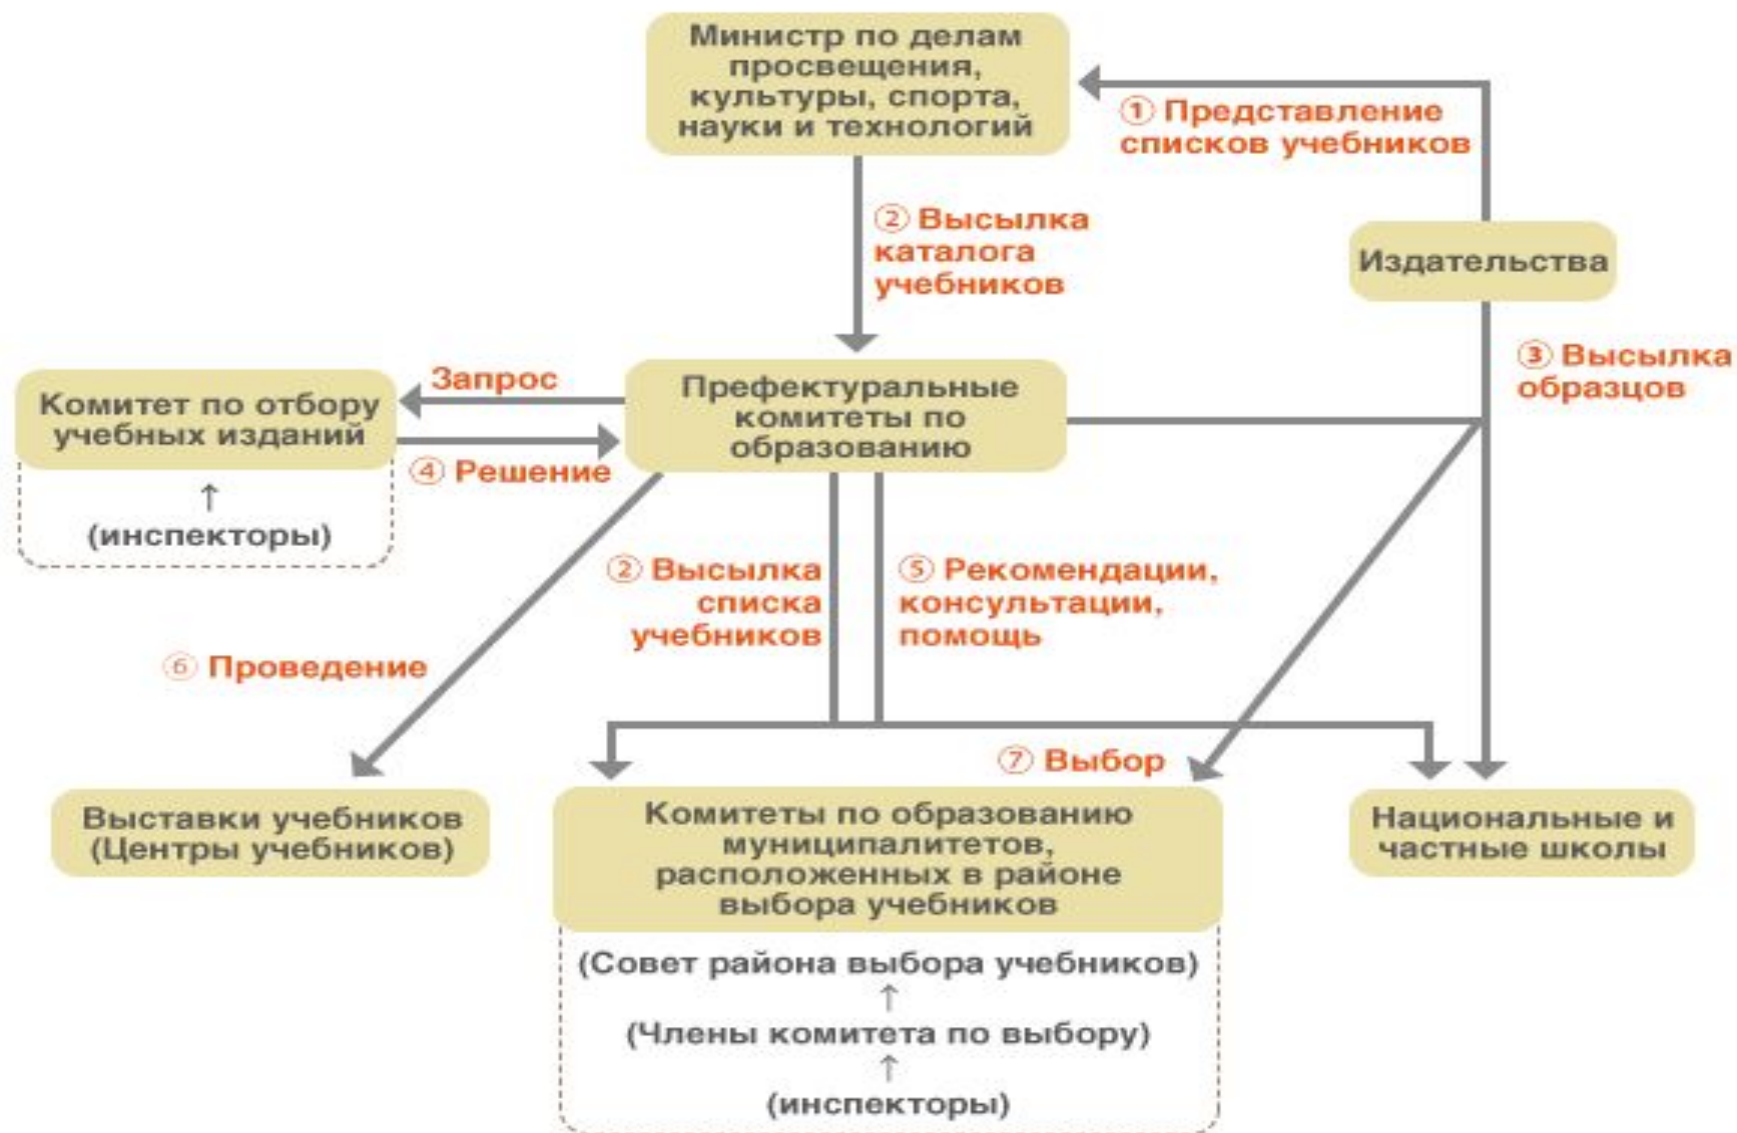 Министр по делам
просвещения,
культуры, спорта,
науки и технологий
① Представление
списков учебников
② Высылка
каталога
учебников
Издательства
③ Высылка
образцов
Запрос
Комитет по отбору
учебных изданий
Префектуральные
комитеты по
образованию
④ Решение
↑
(инспекторы)
② Высылка
списка
учебников
⑤ Рекомендации,
консультации,
помощь
⑥ Проведение
⑦ Выбор
Выставки учебников
(Центры учебников)
Комитеты по образованию
муниципалитетов,
расположенных в районе
выбора учебников
Национальные и
частные школы
(Совет района выбора учебников)
↑
(Члены комитета по выбору)
↑
(инспекторы)